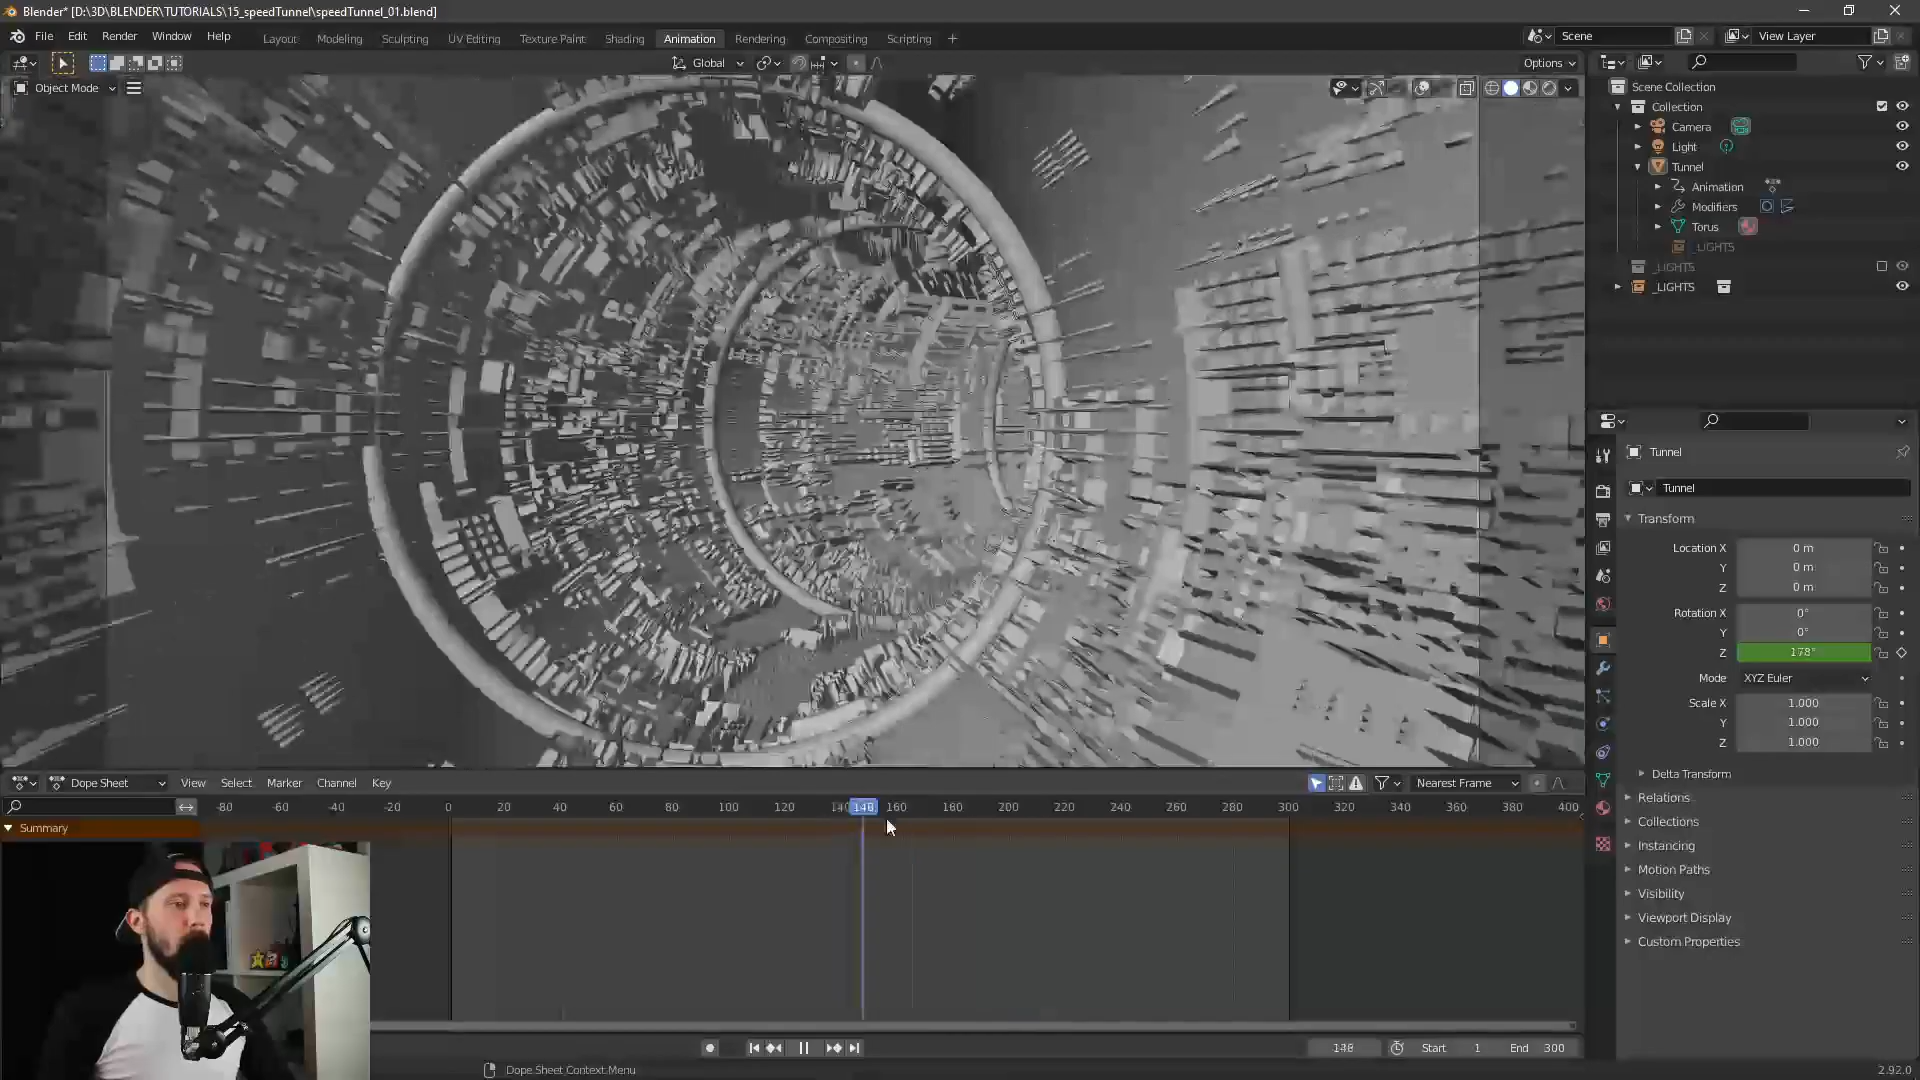 Blender* [D:\3D\BLENDER\TUTORIALS\15_speedTunnel\speedTunnel_01.blend]
File Edit Render Window Help
Layout Modeling Sculpting UV Editing Texture Paint Shading Animation Rendering Compositing Scripting +
Scene
View Layer
Global
Options
Object Mode
Scene Collection
Collection
Camera
Light
Tunnel
Animation
Modifiers
Torus
_LIGHTS
_LIGHTS
_LIGHTS
Tunnel
Tunnel
Transform
Location X 0 m
Y 0 m
Z 0 m
Rotation X 0°
Y 0°
Z 178°
Mode XYZ Euler
Scale X 1.000
Y 1.000
Z 1.000
Delta Transform
Relations
Collections
Instancing
Motion Paths
Visibility
Viewport Display
Custom Properties
Dope Sheet View Select Marker Channel Key
Nearest Frame
-80 -60 -40 -20 0 20 40 60 80 100 120 140 148 160 180 200 220 240 260 280 300 320 340 360 380 400
Summary
148 Start 1 End 300
Dope Sheet Context Menu
2.92.0